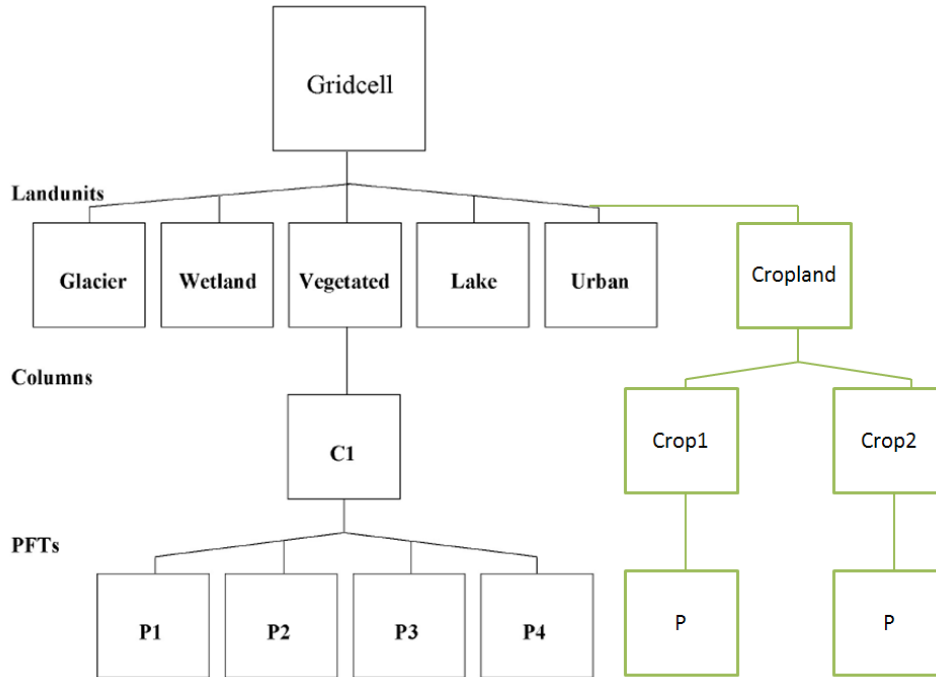 Gridcell
Landunits
Glacier
Wetland
Vegetated
Lake
Urban
Cropland
Columns
C1
Crop1
Crop2
PFTs
P1
P2
P3
P4
P
P